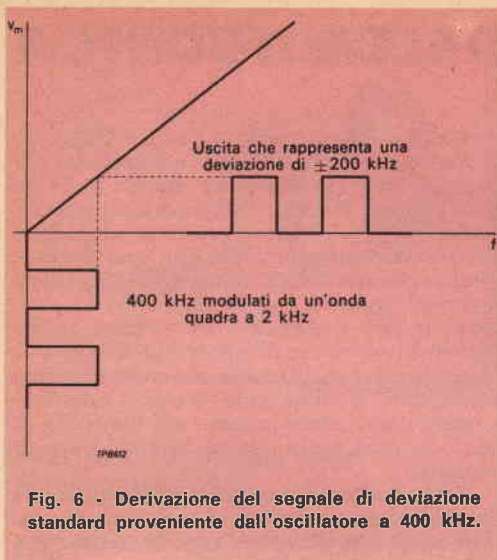 Vm
Uscita che rappresenta una
deviazione di ±200 kHz
f
400 kHz modulati da un'onda
quadra a 2 kHz
TP8612
Fig. 6 - Derivazione del segnale di deviazione
standard proveniente dall'oscillatore a 400 kHz.